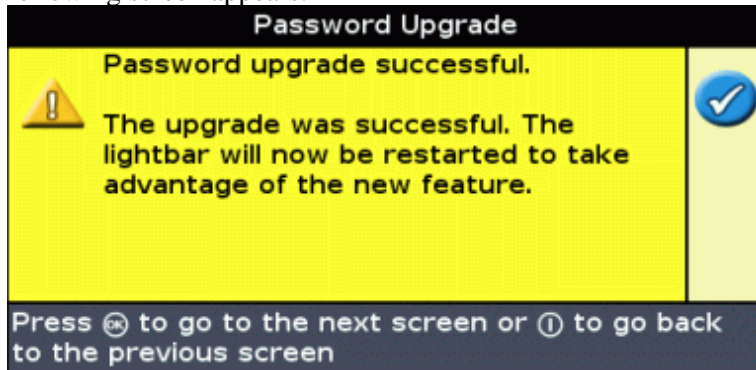 Password Upgrade
Password upgrade successful.
The upgrade was successful. The
lightbar will now be restarted to take
advantage of the new feature.
Press OK to go to the next screen or to go back
to the previous screen